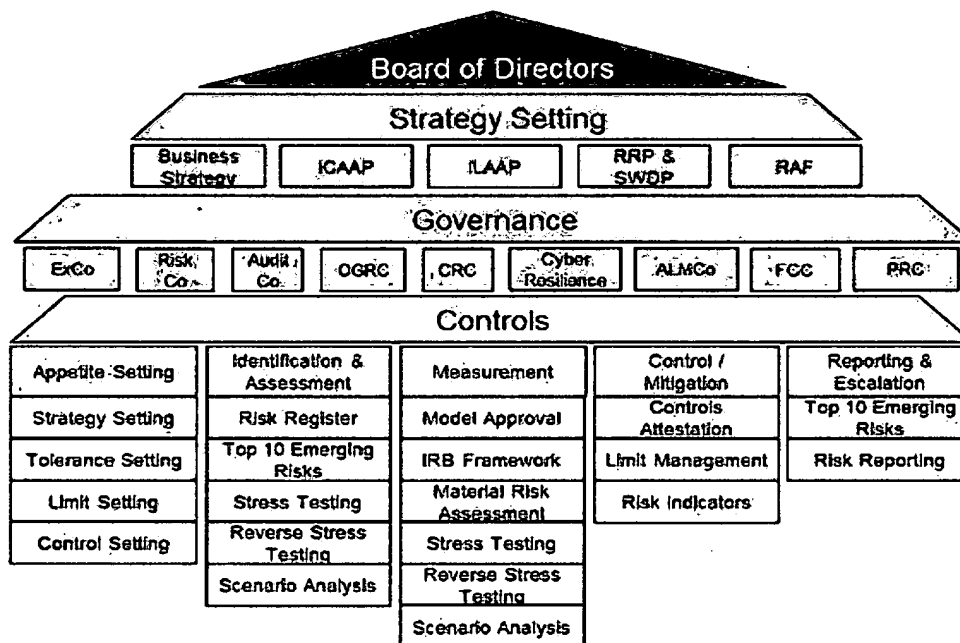 Board of Directors
Strategy Setting
Business
Strategy
ICAAP
ILAAP
RRP &
SWDP
RAF
Governance
ExCo
Risk
Co
Audit
Co
OGRC
CRC
Cyber
Resilience
ALMCo
FCC
PRC
Controls
Appetite Setting
Strategy Setting
Tolerance Setting
Limit Setting
Control Setting
Identification &
Assessment
Risk Register
Top 10 Emerging
Risks
Stress Testing
Reverse Stress
Testing
Scenario Analysis
Measurement
Model Approval
IRB Framework
Material Risk
Assessment
Stress Testing
Reverse Stress
Testing
Scenario Analysis
Control /
Mitigation
Controls
Attestation
Limit Management
Risk Indicators
Reporting &
Escalation
Top 10 Emerging
Risks
Risk Reporting